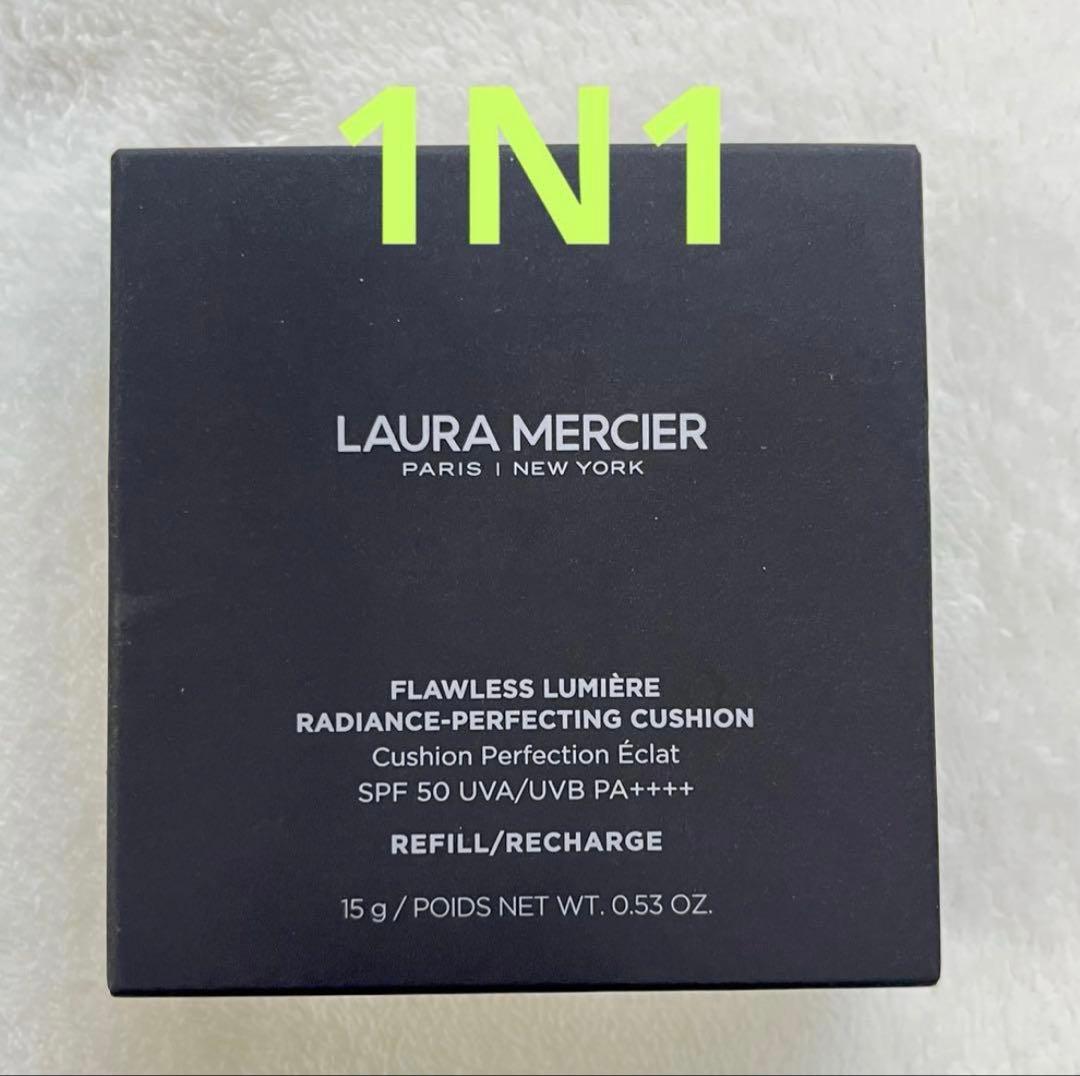 1N1
LAURA MERCIER
PARIS | NEW YORK
FLAWLESS LUMIÈRE
RADIANCE-PERFECTING CUSHION
Cushion Perfection Éclat
SPF 50 UVA/UVB PA++++
REFILL/RECHARGE
15 g / POIDS NET WT. 0.53 OZ.